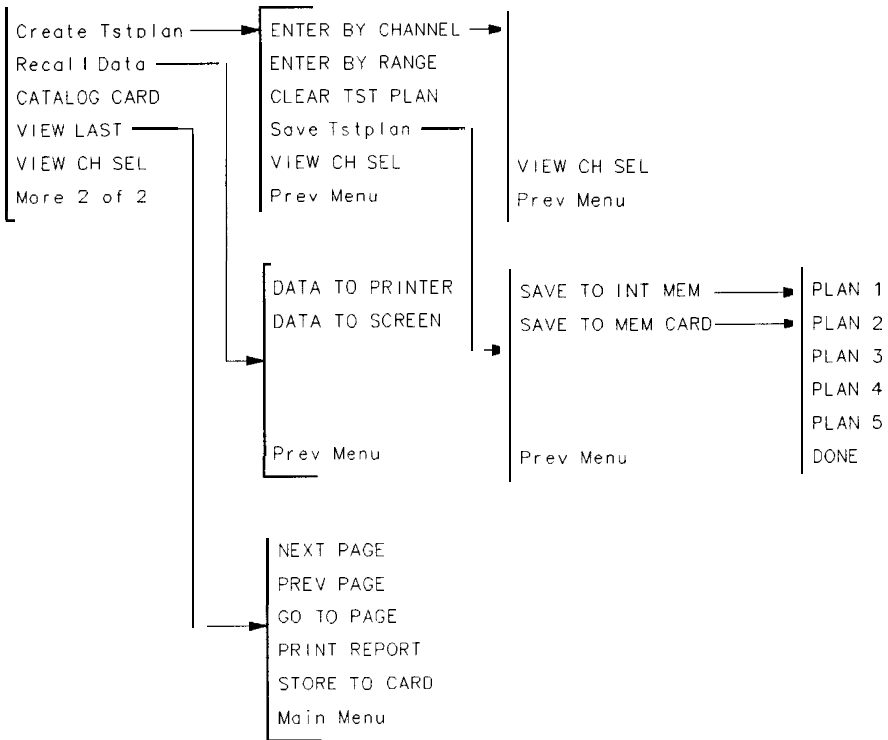 Create Tstplan
Recall Data
CATALOG CARD
VIEW LAST
VIEW CH SEL
More 2 of 2
ENTER BY CHANNEL
ENTER BY RANGE
CLEAR TST PLAN
Save Tstplan
VIEW CH SEL
Prev Menu
VIEW CH SEL
Prev Menu
DATA TO PRINTER
DATA TO SCREEN
Prev Menu
SAVE TO INT MEM
SAVE TO MEM CARD
Prev Menu
PLAN 1
PLAN 2
PLAN 3
PLAN 4
PLAN 5
DONE
NEXT PAGE
PREV PAGE
GO TO PAGE
PRINT REPORT
STORE TO CARD
Main Menu